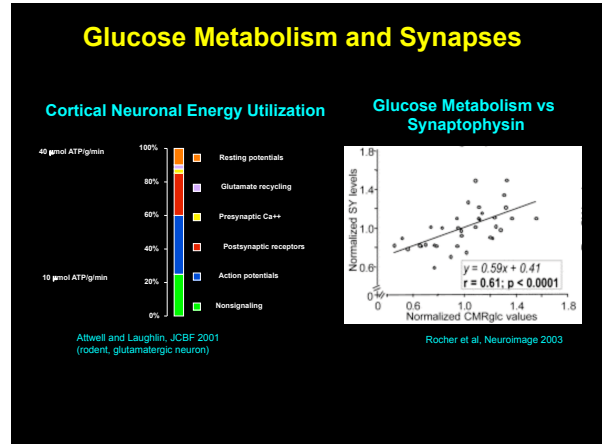 Glucose Metabolism and Synapses
Cortical Neuronal Energy Utilization
40 µmol ATP/g/min
10 µmol ATP/g/min
100%
80%
60%
40%
20%
0%
Resting potentials
Glutamate recycling
Presynaptic Ca++
Postsynaptic receptors
Action potentials
Nonsignaling
Attwell and Laughlin, JCBF 2001
(rodent, glutamatergic neuron)
Glucose Metabolism vs
Synaptophysin
Normalized SY levels
1.8
1.4
1.0
0.6
0
y = 0.59x + 0.41
r = 0.61; p < 0.0001
0 0.6 1.0 1.4 1.8
Normalized CMRglc values
Rocher et al, Neuroimage 2003